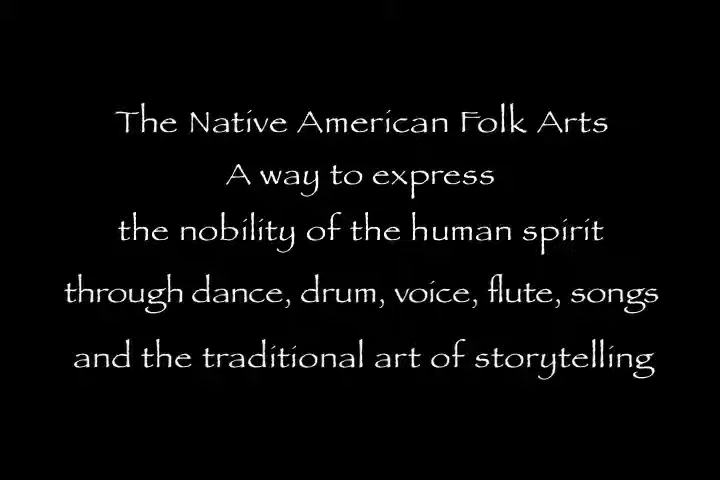 The Native American Folk Arts
A way to express
the nobility of the human spirit
through dance, drum, voice, flute, songs
and the traditional art of storytelling